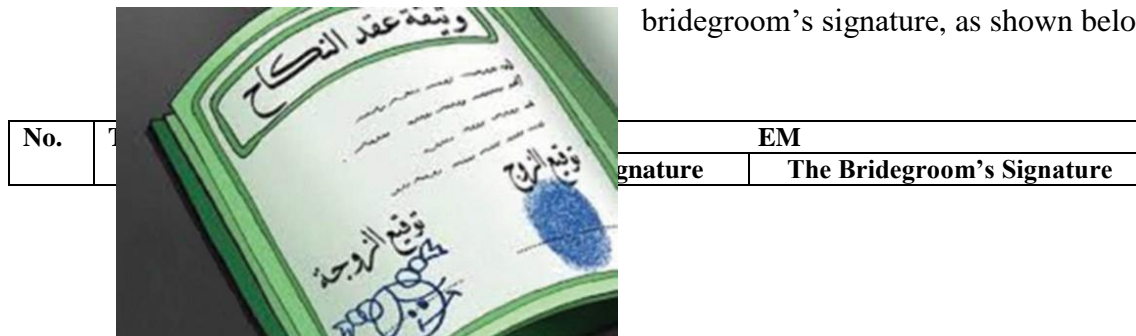 bridegroom’s signature, as shown belo
وثيقة عقد النكاح
No.
EM
gnature
The Bridegroom’s Signature
توقيع الزوج
توقيع الزوجة